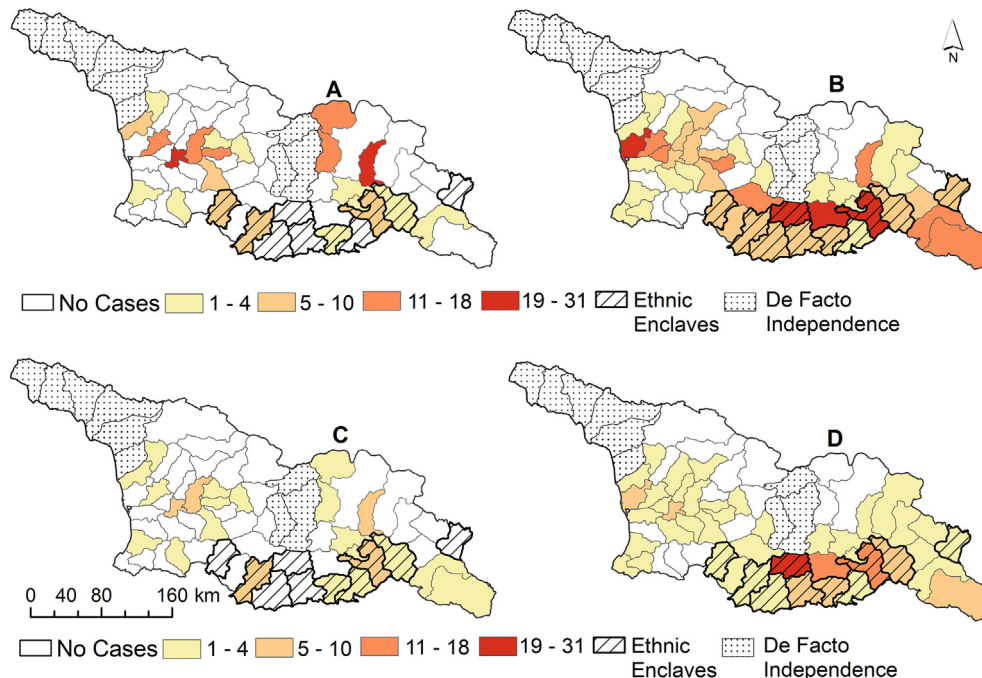 A
B
N
No Cases 1 - 4 5 - 10 11 - 18 19 - 31 Ethnic Enclaves De Facto Independence
C
D
0 40 80 160 km
No Cases 1 - 4 5 - 10 11 - 18 19 - 31 Ethnic Enclaves De Facto Independence